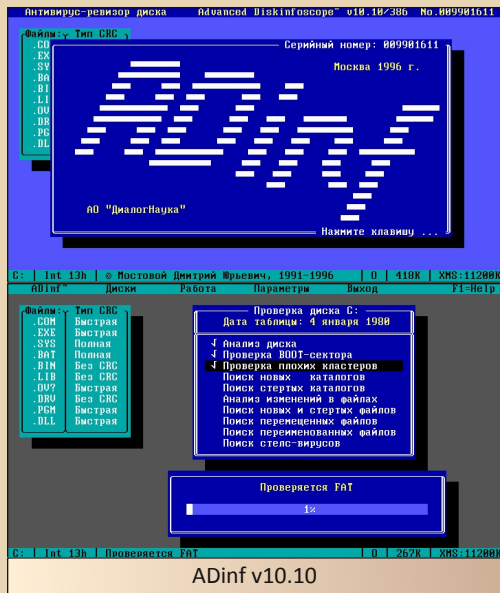 Антивирус-ревизор диска Advanced Diskinfoscope™ v10.10/386 No.009901611
Файлы: Тип CRC
.COM
.EX
.SY
.BA
.BI
.LI
.OV
.DR
.PG
.DL
Серийный номер: 009901611
Москва 1996 г.
АО "ДиалогНаука"
Нажмите клавишу ...
C: Int 13h © Мостовой Дмитрий Юрьевич, 1991-1996 0 418K XMS:11200K
ADinf™ Диски Работа Параметры Выход F1=Help
Файлы: Тип CRC
.COM Быстрая
.EXE Быстрая
.SYS Полная
.BAT Полная
.BIN Без CRC
.LIB Без CRC
.OV? Быстрая
.DRV Без CRC
.PGM Быстрая
.DLL Быстрая
Проверка диска C:
Дата таблицы: 4 января 1980
√ Анализ диска
√ Проверка BOOT-сектора
√ Проверка плохих кластеров
Поиск новых каталогов
Поиск стертых каталогов
Анализ изменений в файлах
Поиск новых и стертых файлов
Поиск перемещенных файлов
Поиск переименованных файлов
Поиск стелс-вирусов
Проверяется FAT
1%
C: Int 13h Проверяется FAT 0 267K XMS:11200K
ADinf v10.10